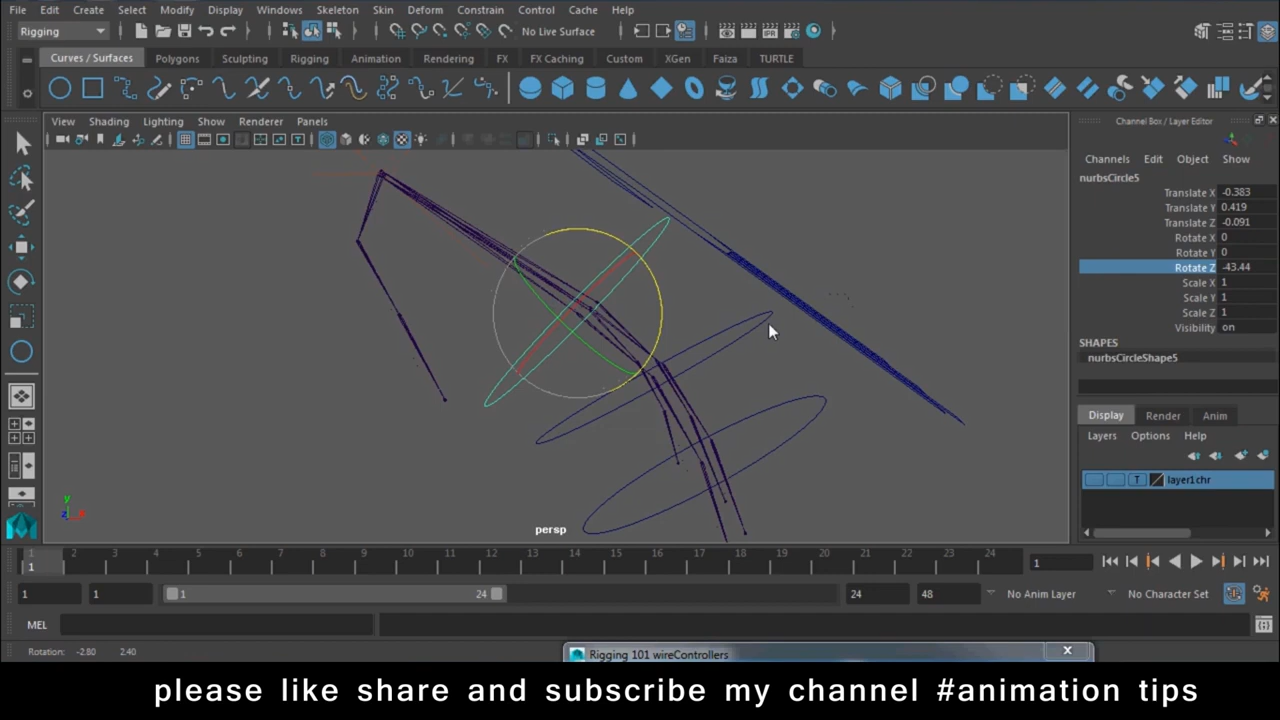 File Edit Create Select Modify Display Windows Skeleton Skin Deform Constrain Control Cache Help
Rigging No Live Surface
Curves / Surfaces Polygons Sculpting Rigging Animation Rendering FX FX Caching Custom XGen Faiza TURTLE
View Shading Lighting Show Renderer Panels
Channel Box / Layer Editor
Channels Edit Object Show
nurbsCircle5
Translate X -0.383
Translate Y 0.419
Translate Z -0.091
Rotate X 0
Rotate Y 0
Rotate Z -43.44
Scale X 1
Scale Y 1
Scale Z 1
Visibility on
SHAPES
nurbsCircleShape5
Display Render Anim
Layers Options Help
T layer1chr
y
z x
persp
1 2 3 4 5 6 7 8 9 10 11 12 13 14 15 16 17 18 19 20 21 22 23 24
1 1
1 1 1 24 24 48 No Anim Layer No Character Set
MEL
Rotation: -2.80 2.40
Rigging 101 wireControllers
please like share and subscribe my channel #animation tips